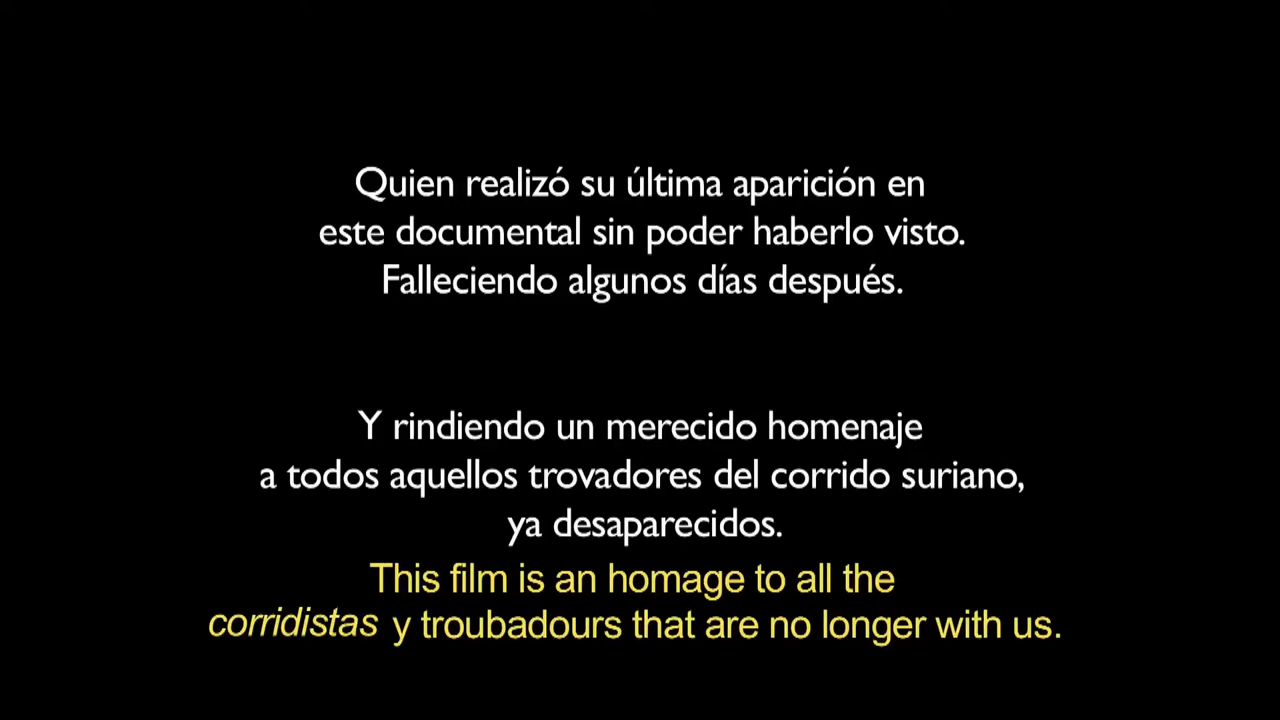 Quien realizó su última aparición en
este documental sin poder haberlo visto.
Falleciendo algunos días después.
Y rindiendo un merecido homenaje
a todos aquellos trovadores del corrido suriano,
ya desaparecidos.
This film is an homage to all the
corridistas y troubadours that are no longer with us.